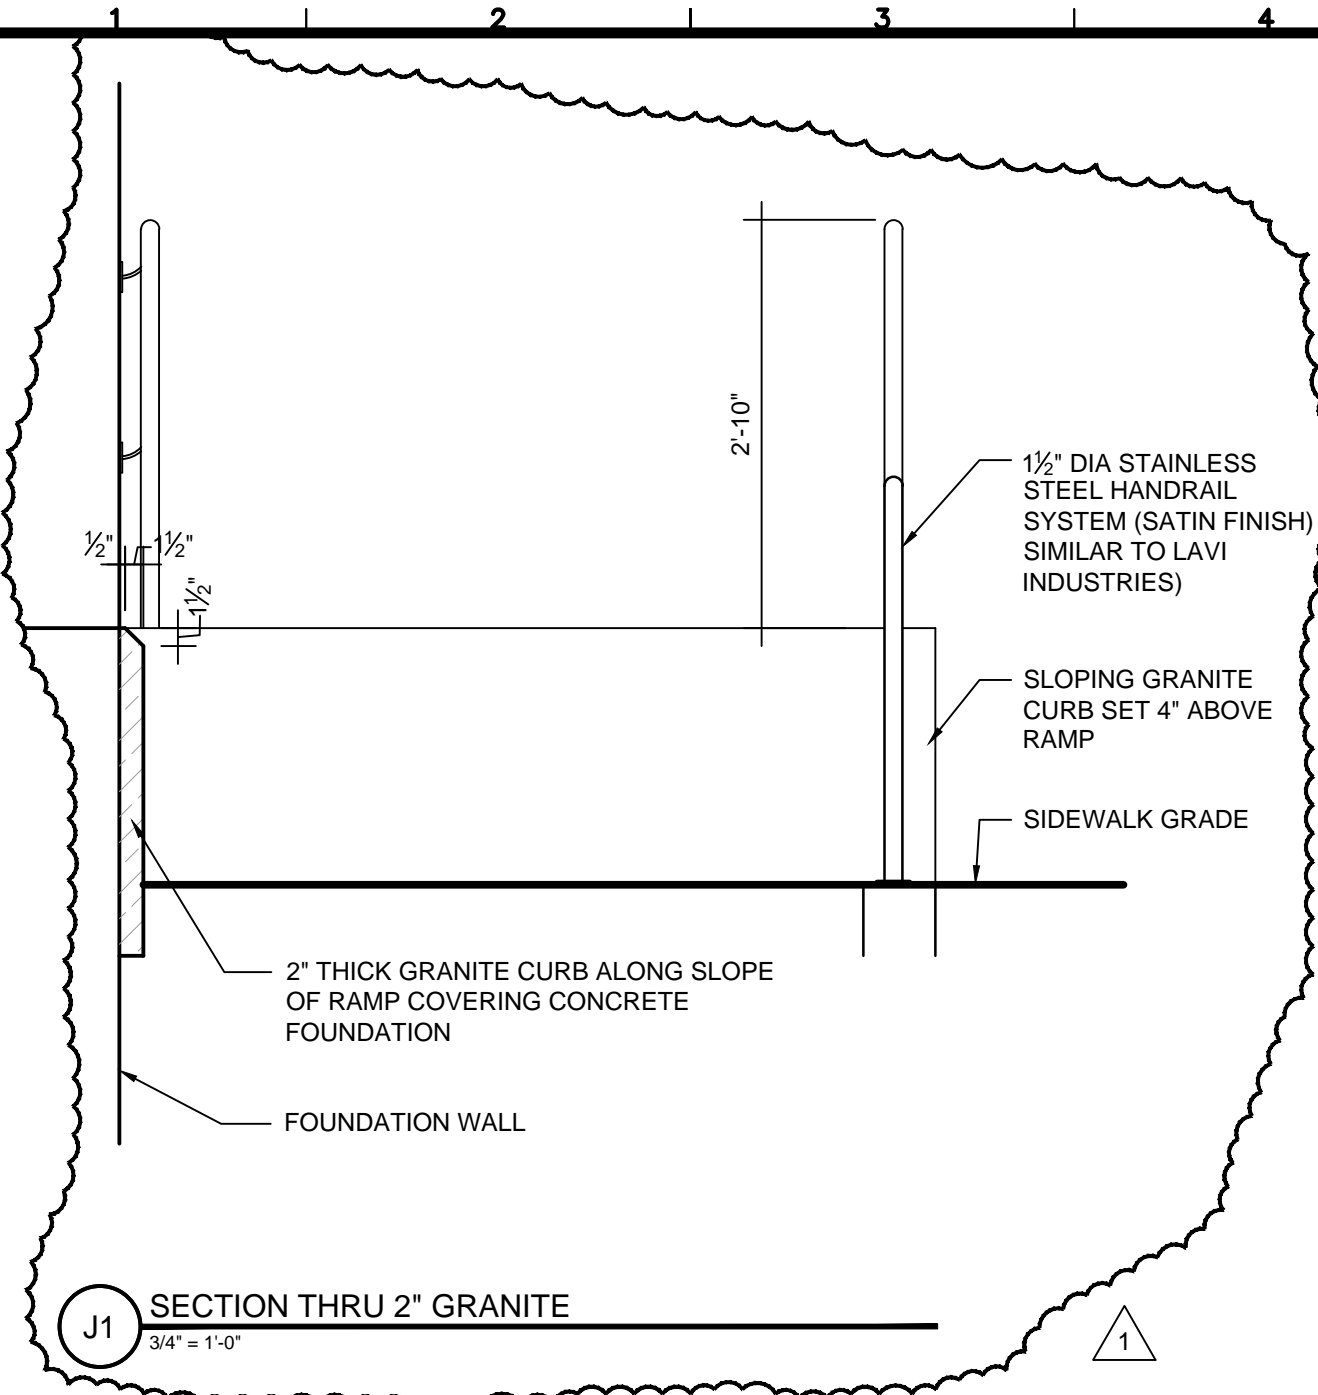 1 2 3 4
2'-10"
1½" DIA STAINLESS
STEEL HANDRAIL
SYSTEM (SATIN FINISH)
SIMILAR TO LAVI
INDUSTRIES)
½" 1½"
1½"
SLOPING GRANITE
CURB SET 4" ABOVE
RAMP
SIDEWALK GRADE
2" THICK GRANITE CURB ALONG SLOPE
OF RAMP COVERING CONCRETE
FOUNDATION
FOUNDATION WALL
J1
SECTION THRU 2" GRANITE
3/4" = 1'-0"
1